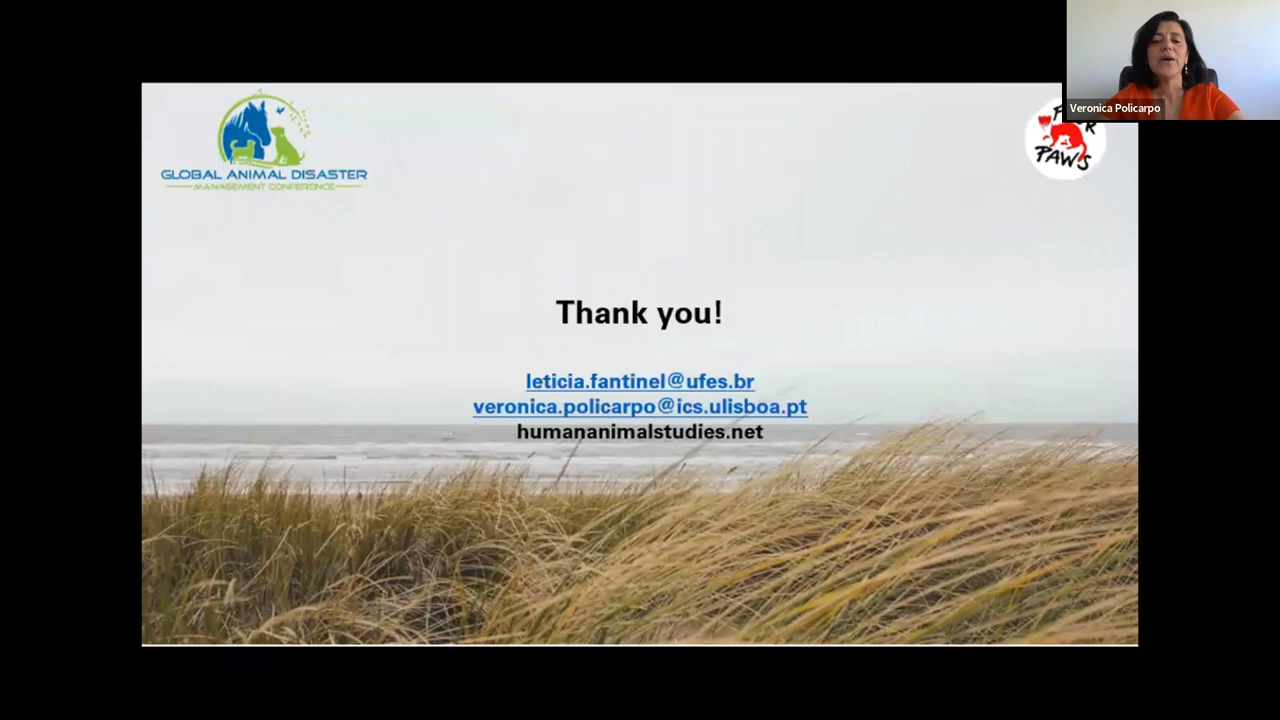 Veronica Policarpo
GLOBAL ANIMAL DISASTER
MANAGEMENT CONFERENCE
PAWS
Thank you!
leticia.fantinel@ufes.br
veronica.policarpo@ics.ulisboa.pt
humananimalstudies.net